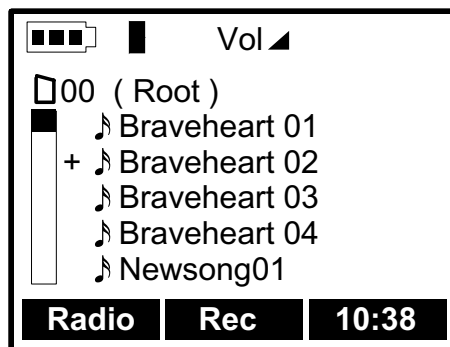 Vol
00 ( Root )
Braveheart 01
+ Braveheart 02
Braveheart 03
Braveheart 04
Newsong01
Radio Rec 10:38